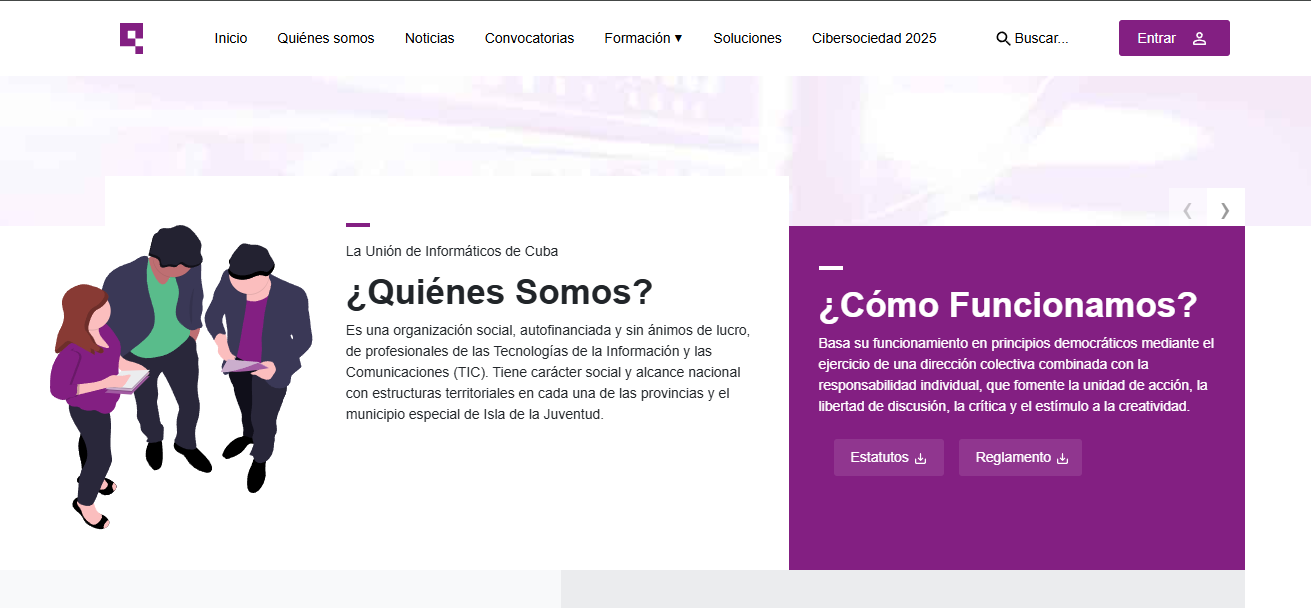 Inicio Quiénes somos Noticias Convocatorias Formación ▾ Soluciones Cibersociedad 2025 Buscar... Entrar
La Unión de Informáticos de Cuba
¿Quiénes Somos?
Es una organización social, autofinanciada y sin ánimos de lucro,
de profesionales de las Tecnologías de la Información y las
Comunicaciones (TIC). Tiene carácter social y alcance nacional
con estructuras territoriales en cada una de las provincias y el
municipio especial de Isla de la Juventud.
¿Cómo Funcionamos?
Basa su funcionamiento en principios democráticos mediante el
ejercicio de una dirección colectiva combinada con la
responsabilidad individual, que fomente la unidad de acción, la
libertad de discusión, la crítica y el estímulo a la creatividad.
Estatutos Reglamento